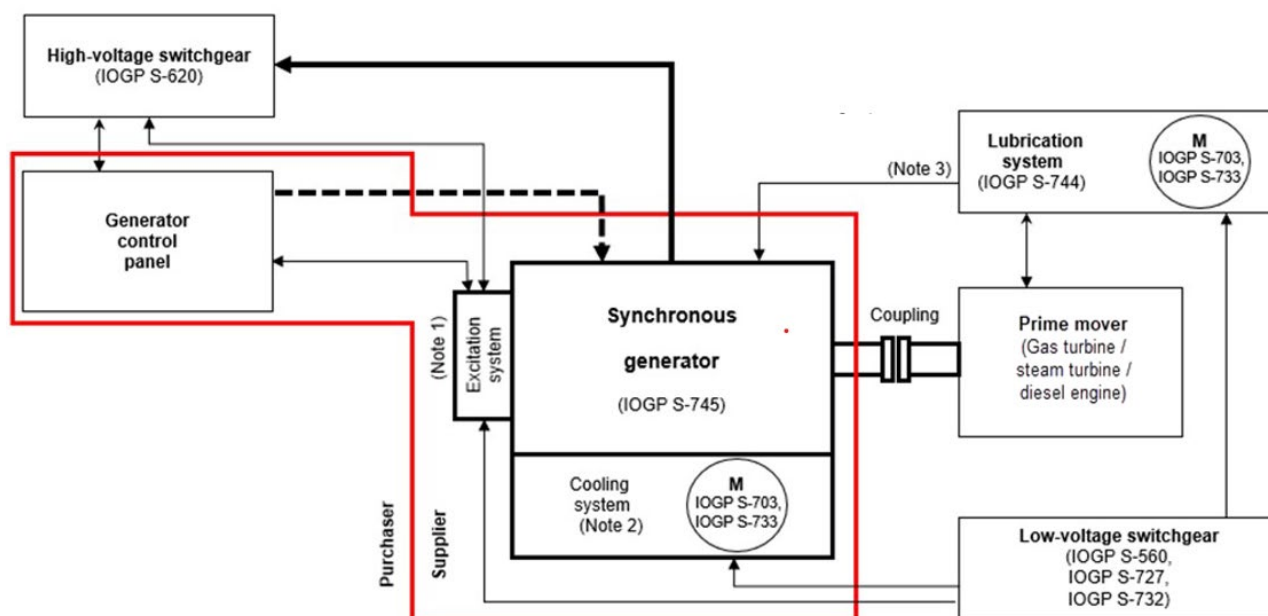 High-voltage switchgear
(IOGP S-620)
Generator
control
panel
(Note 1)
Excitation
system
Synchronous
generator
(IOGP S-745)
Cooling
system
(Note 2)
M
IOGP S-703,
IOGP S-733
Purchaser
Supplier
(Note 3)
Lubrication
system
(IOGP S-744)
M
IOGP S-703,
IOGP S-733
Coupling
Prime mover
(Gas turbine /
steam turbine /
diesel engine)
Low-voltage switchgear
(IOGP S-560,
IOGP S-727,
IOGP S-732)